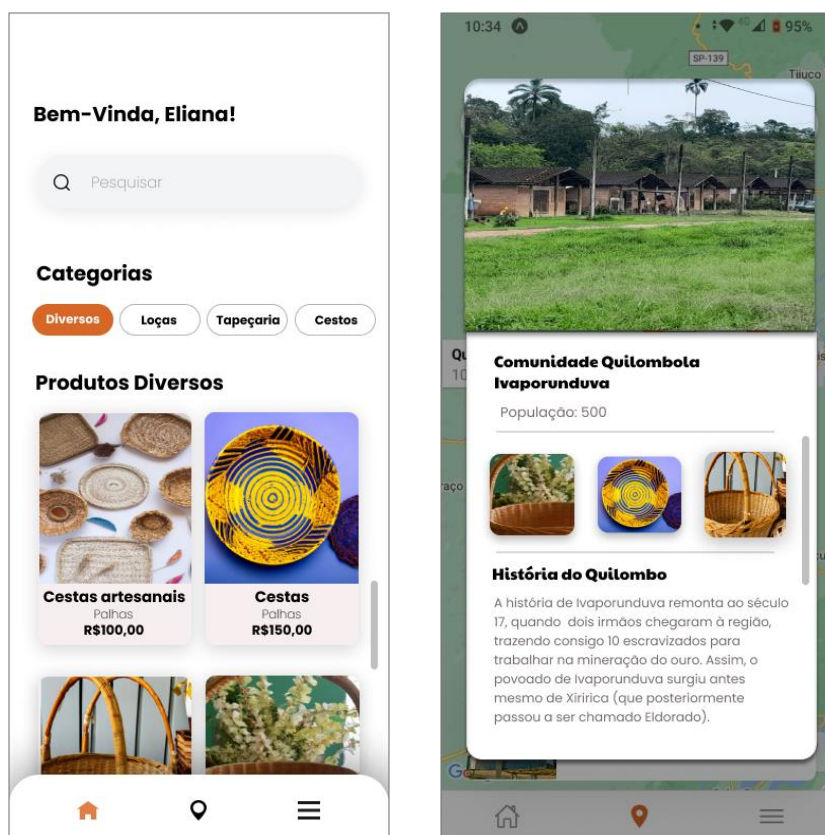 Bem-Vinda, Eliana!
Pesquisar
Categorias
Diversos
Loças
Tapeçaria
Cestos
Produtos Diversos
Cestas artesanais
Palhas
R$100,00
Cestas
Palhas
R$150,00
10:34
4G
95%
SP-139
Comunidade Quilombola
Ivaporunduva
População: 500
História do Quilombo
A história de Ivaporunduva remonta ao século
17, quando dois irmãos chegaram à região,
trazendo consigo 10 escravizados para
trabalhar na mineração do ouro. Assim, o
povoado de Ivaporunduva surgiu antes
mesmo de Xiririca (que posteriormente
passou a ser chamado Eldorado).